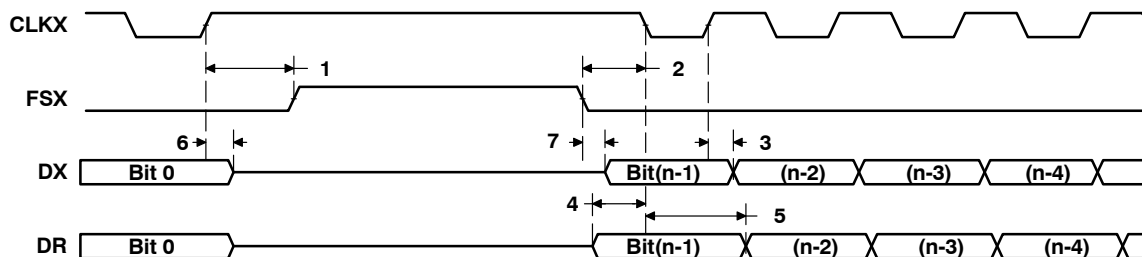 CLKX
1 2
FSX
6 7 3
DX Bit 0 Bit(n-1) (n-2) (n-3) (n-4)
4 5
DR Bit 0 Bit(n-1) (n-2) (n-3) (n-4)